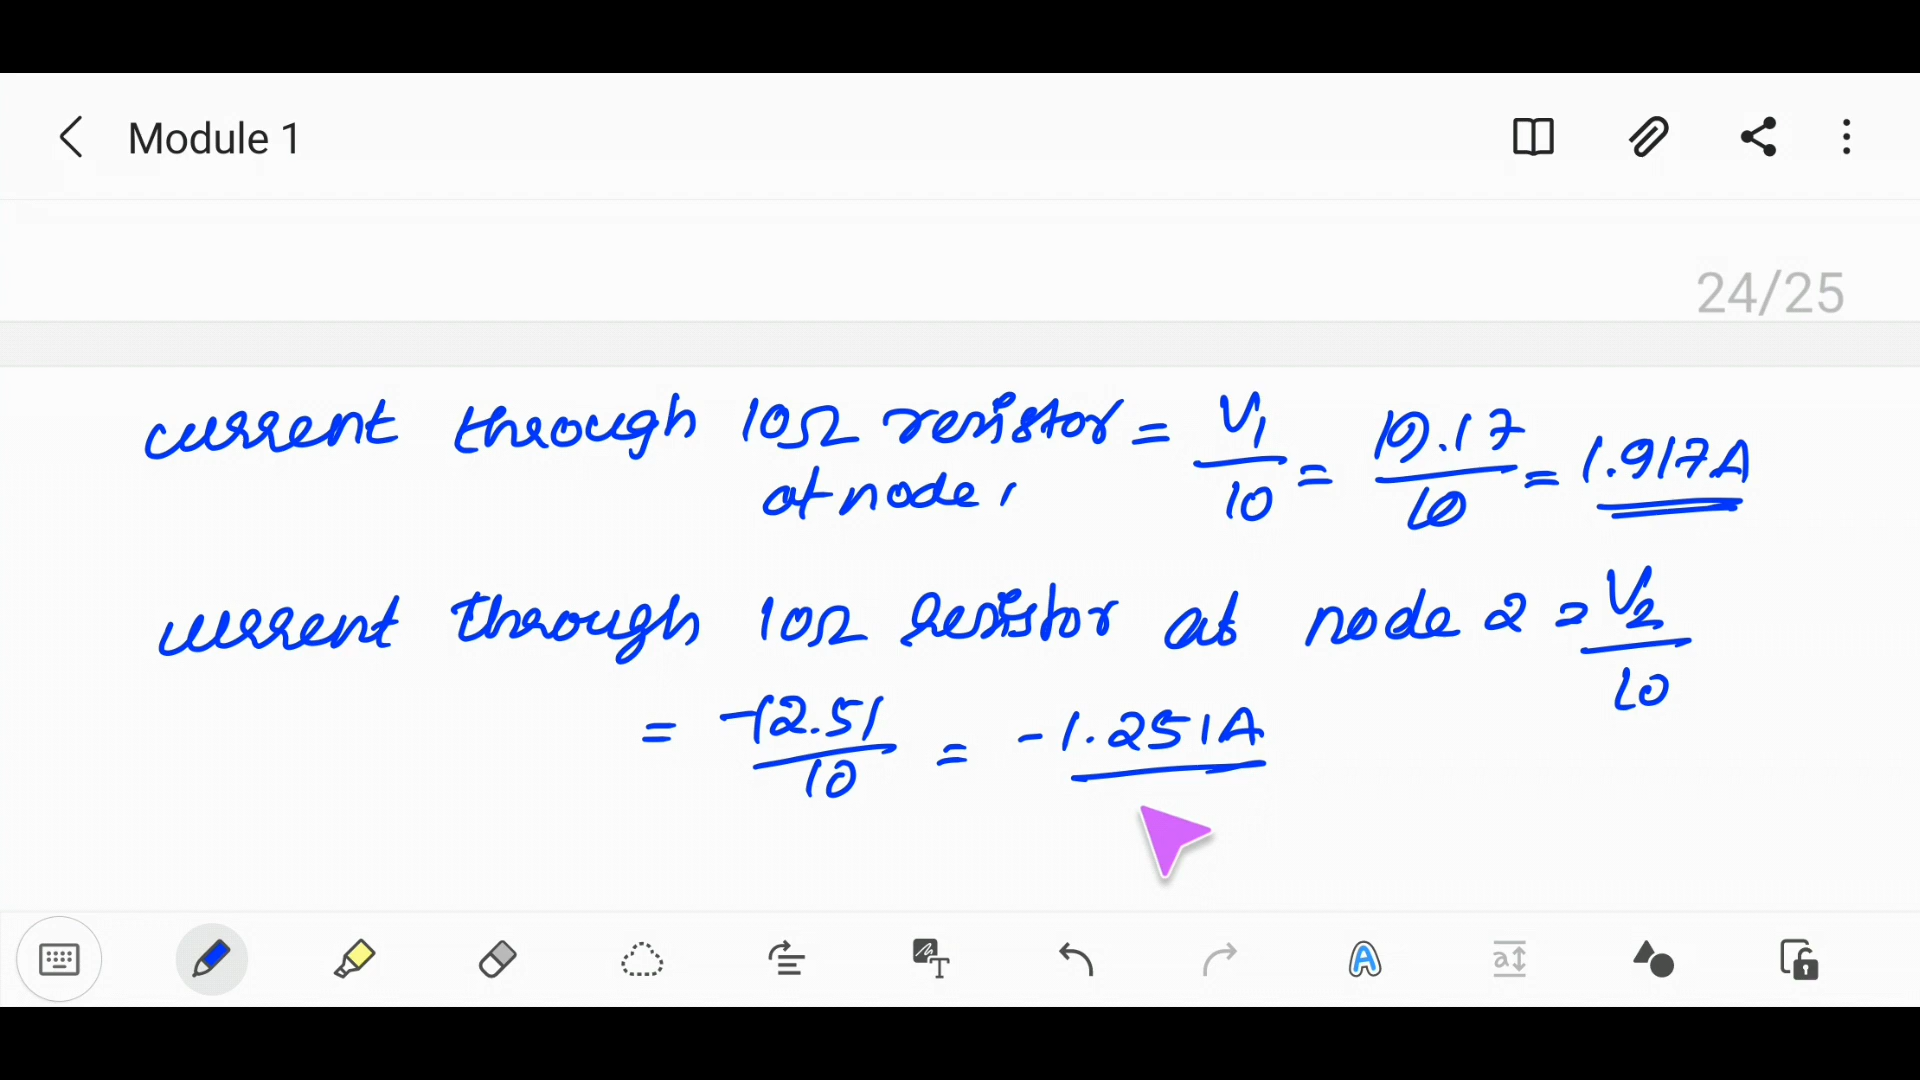 Module 1
24/25
current through 10Ω resistor = V1/10 = 19.17/10 = 1.917A
at node 1
current through 10Ω resistor at node 2 = V2/10
= -12.51/10 = -1.251A